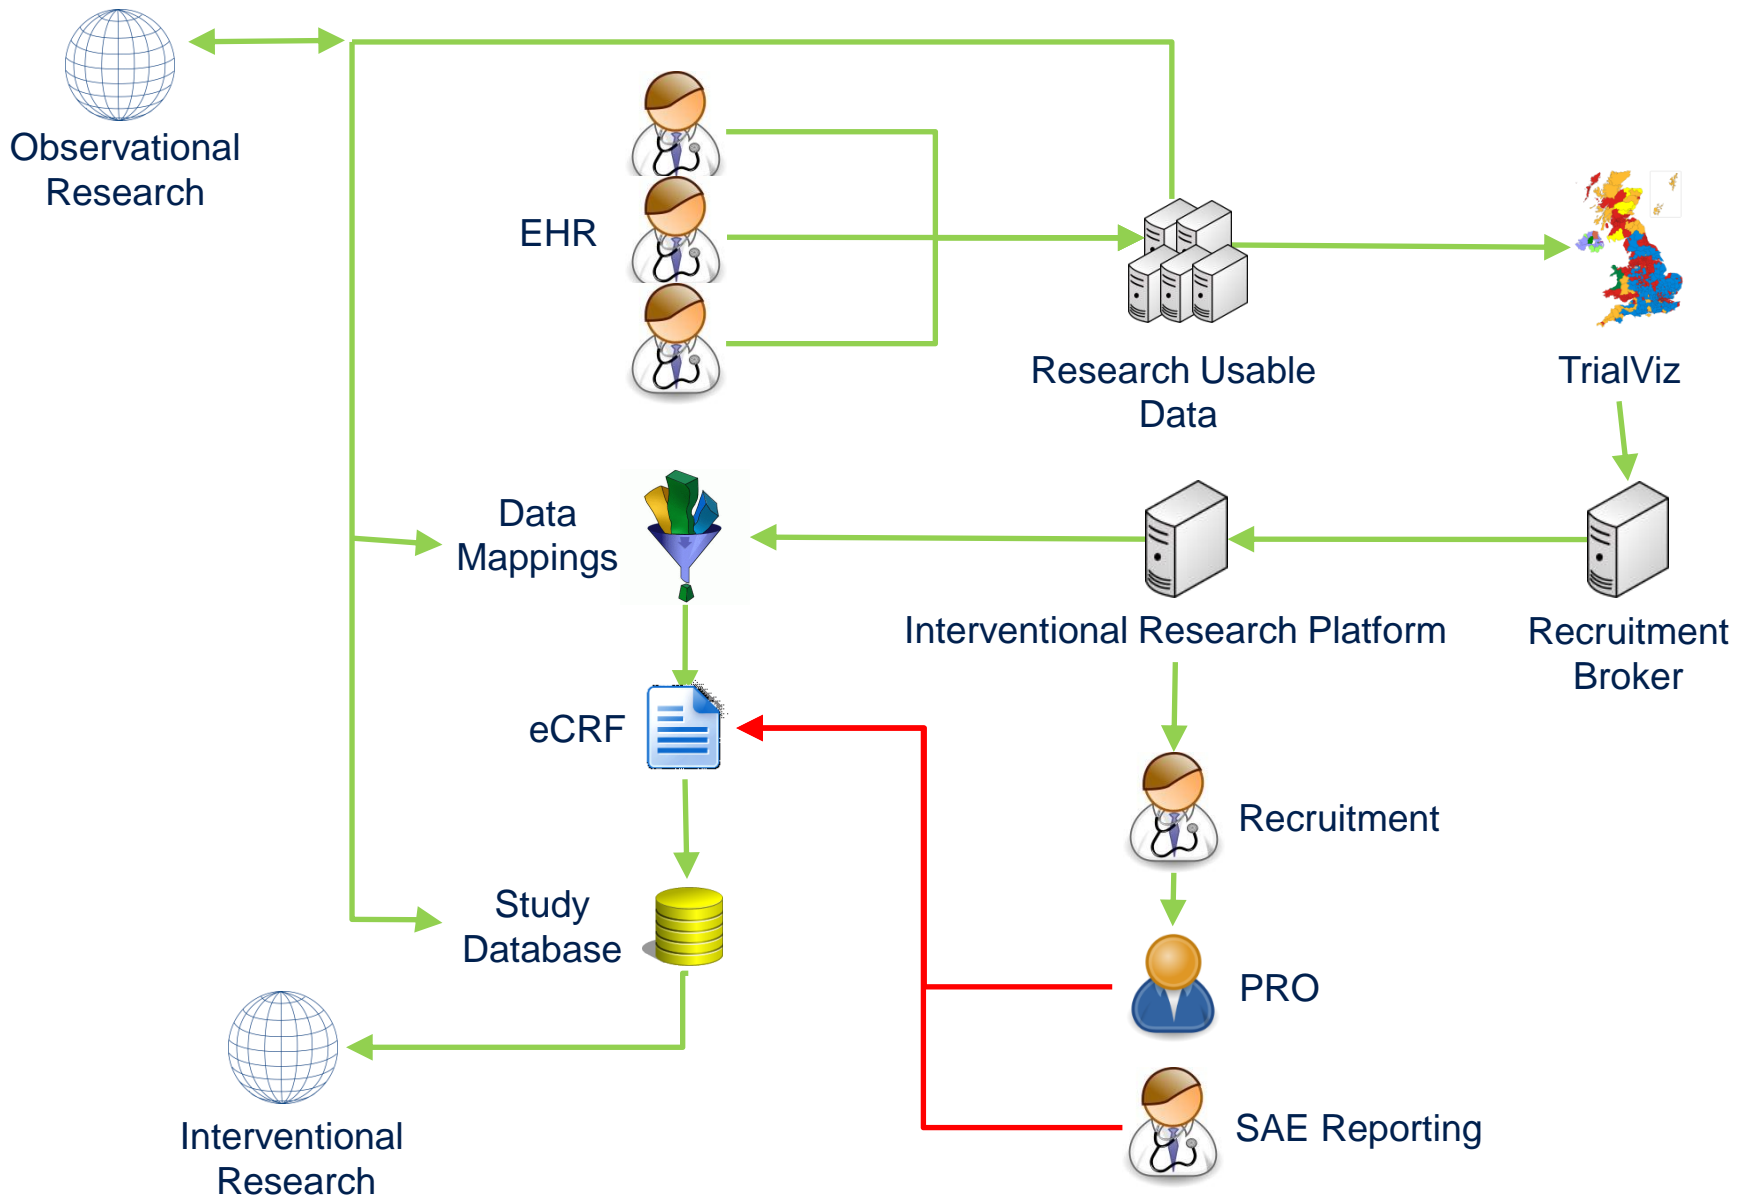 Observational
Research
EHR
Research Usable
Data
TrialViz
Data
Mappings
Interventional Research Platform
Recruitment
Broker
eCRF
Recruitment
Study
Database
PRO
Interventional
Research
SAE Reporting